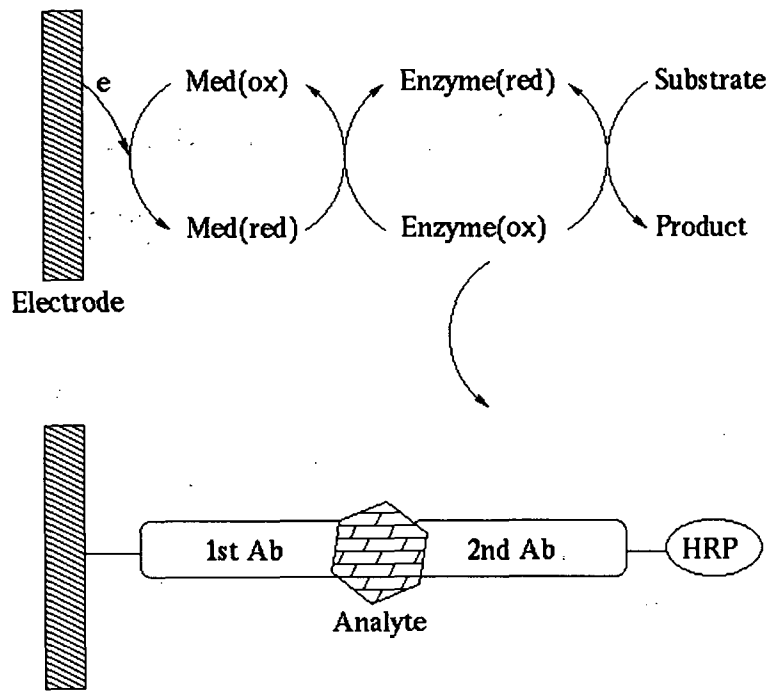 e
Med(ox)
Enzyme(red)
Substrate
Med(red)
Enzyme(ox)
Product
Electrode
1st Ab
2nd Ab
HRP
Analyte